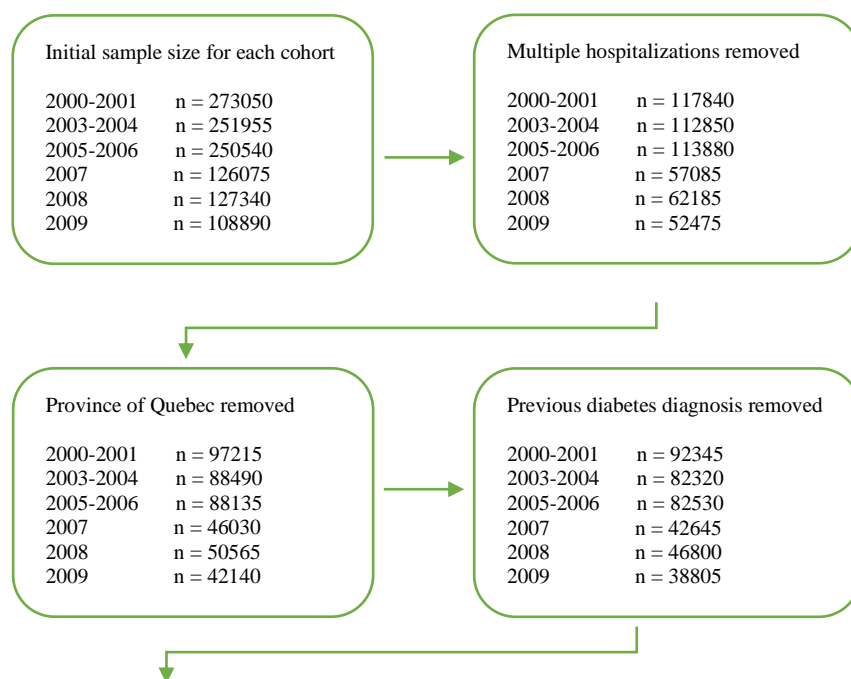 Initial sample size for each cohort
2000-2001 n = 273050
2003-2004 n = 251955
2005-2006 n = 250540
2007 n = 126075
2008 n = 127340
2009 n = 108890
Multiple hospitalizations removed
2000-2001 n = 117840
2003-2004 n = 112850
2005-2006 n = 113880
2007 n = 57085
2008 n = 62185
2009 n = 52475
Province of Quebec removed
2000-2001 n = 97215
2003-2004 n = 88490
2005-2006 n = 88135
2007 n = 46030
2008 n = 50565
2009 n = 42140
Previous diabetes diagnosis removed
2000-2001 n = 92345
2003-2004 n = 82320
2005-2006 n = 82530
2007 n = 42645
2008 n = 46800
2009 n = 38805